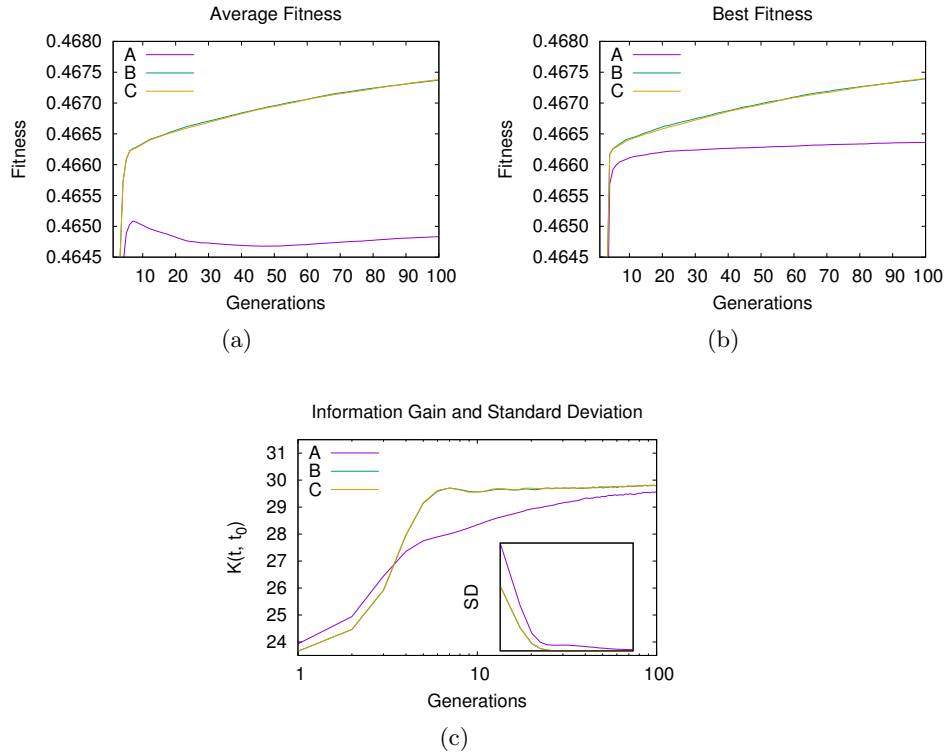 Average Fitness
0.4680
0.4675
0.4670
0.4665
0.4660
0.4655
0.4650
0.4645
Fitness
A
B
C
10 20 30 40 50 60 70 80 90 100
Generations
(a)
Best Fitness
0.4680
0.4675
0.4670
0.4665
0.4660
0.4655
0.4650
0.4645
Fitness
A
B
C
10 20 30 40 50 60 70 80 90 100
Generations
(b)
Information Gain and Standard Deviation
31
30
29
28
27
26
25
24
K(t, t₀)
A
B
C
SD
1 10 100
Generations
(c)